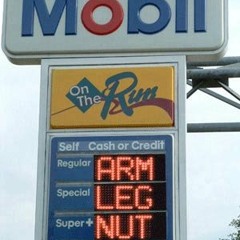 Mobil
On
The
Run
Self Cash or Credit
Regular ARM
Special LEG
Super+ NUT